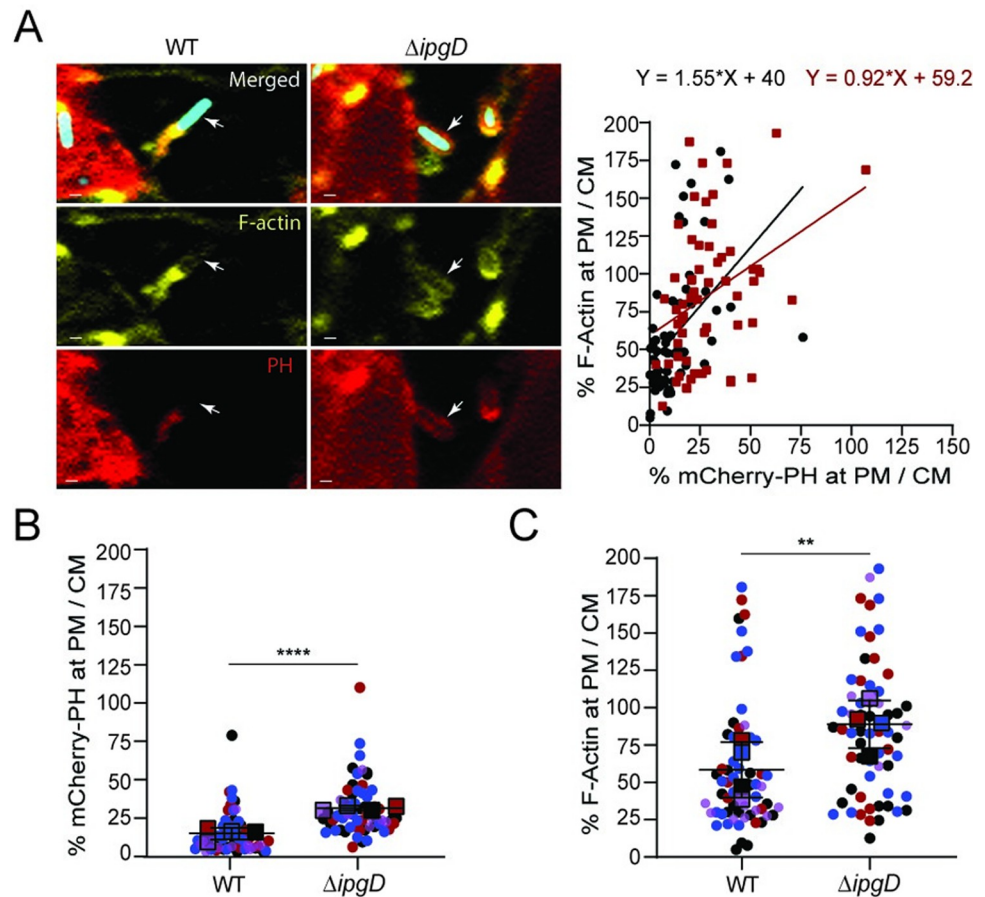 A
WT
ΔipgD
Merged
F-actin
PH
Y = 1.55*X + 40 Y = 0.92*X + 59.2
% F-Actin at PM / CM
200
175
150
125
100
75
50
25
0
0 25 50 75 100 125 150
% mCherry-PH at PM / CM
B
% mCherry-PH at PM / CM
200
150
125
75
50
25
0
****
WT ΔipgD
C
% F-Actin at PM / CM
200
175
150
125
100
75
50
25
0
**
WT ΔipgD